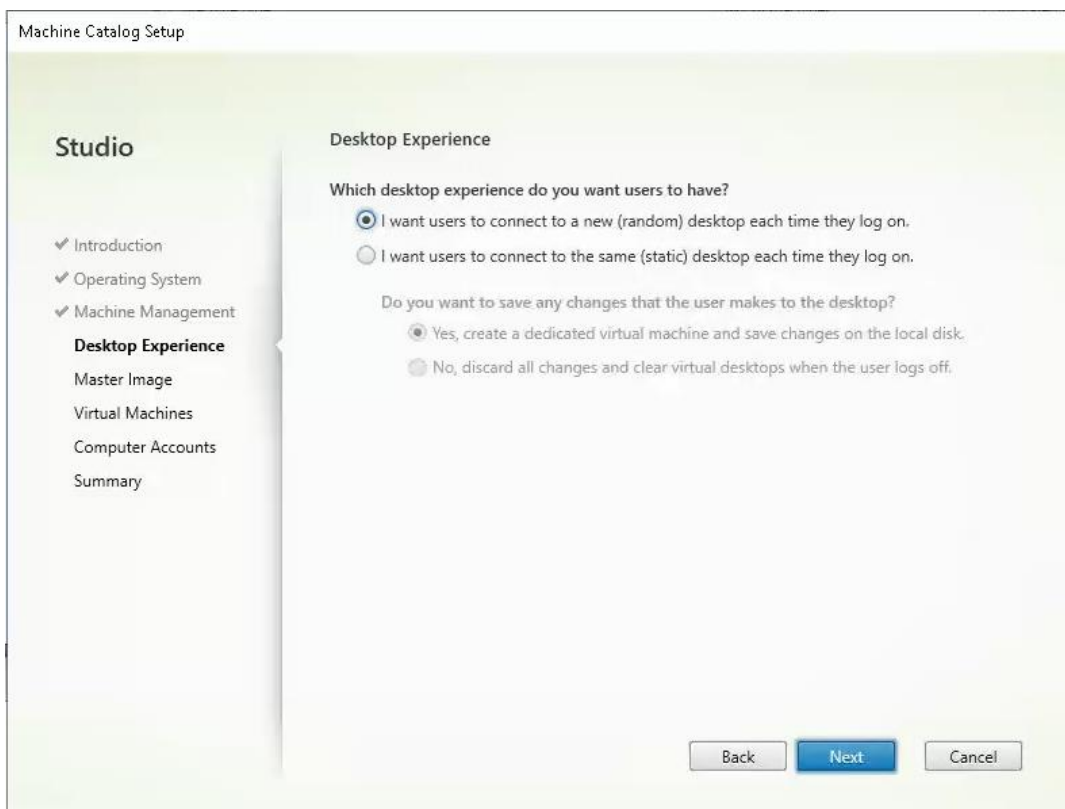 Machine Catalog Setup
Studio
Introduction
Operating System
Machine Management
Desktop Experience
Master Image
Virtual Machines
Computer Accounts
Summary
Desktop Experience
Which desktop experience do you want users to have?
I want users to connect to a new (random) desktop each time they log on.
I want users to connect to the same (static) desktop each time they log on.
Do you want to save any changes that the user makes to the desktop?
Yes, create a dedicated virtual machine and save changes on the local disk.
No, discard all changes and clear virtual desktops when the user logs off.
Back
Next
Cancel